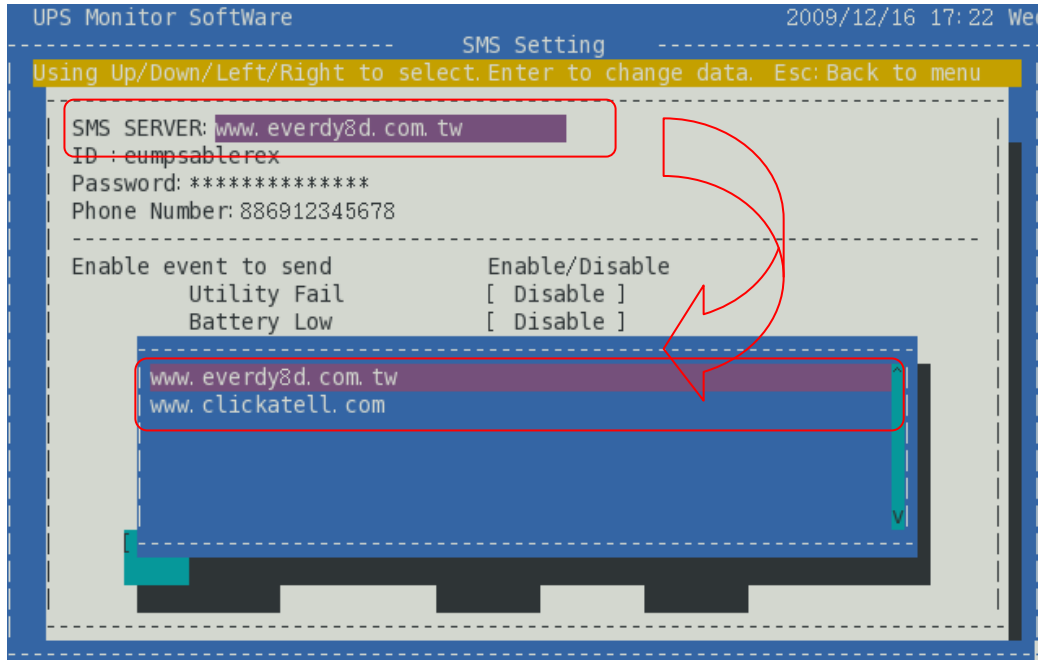 UPS Monitor SoftWare 2009/12/16 17:22 Wed
SMS Setting
Using Up/Down/Left/Right to select.Enter to change data. Esc:Back to menu
SMS SERVER:www.everdy8d.com.tw
ID :eumpsablerex
Password:**************
Phone Number:886912345678
Enable event to send Enable/Disable
Utility Fail [ Disable ]
Battery Low [ Disable ]
www.everdy8d.com.tw
www.clickatell.com